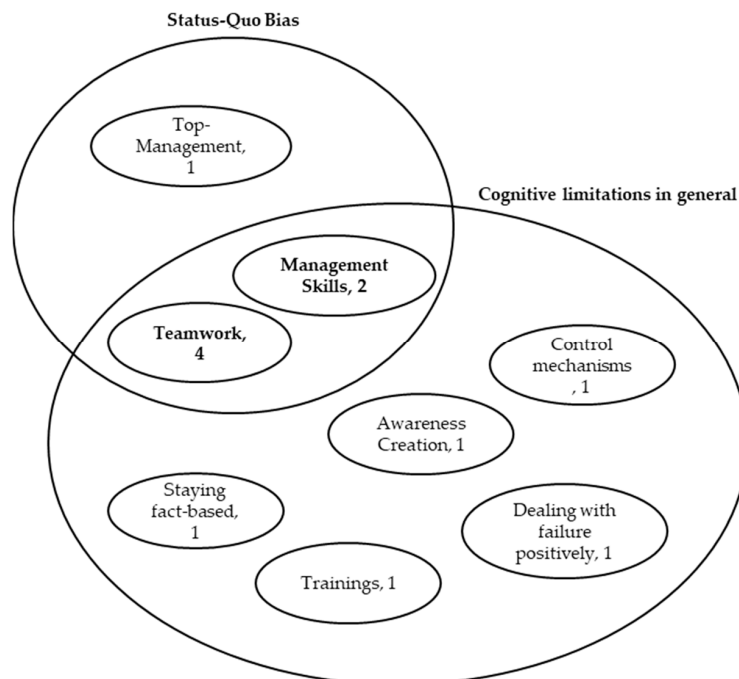 Status-Quo Bias
Top-
Management,
1
Cognitive limitations in general
Management
Skills, 2
Teamwork,
4
Control
mechanisms
, 1
Awareness
Creation, 1
Staying
fact-based,
1
Dealing with
failure
positively, 1
Trainings, 1